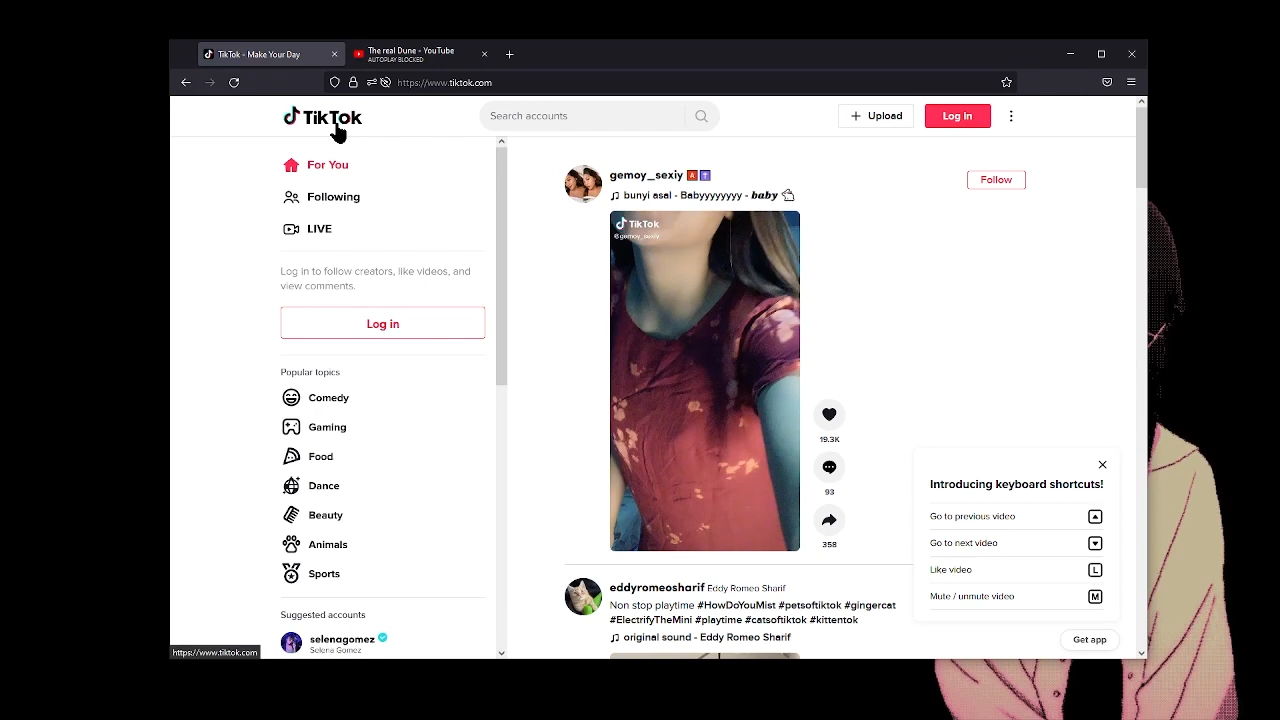 TikTok - Make Your Day
The real Dune - YouTube
AUTOPLAY BLOCKED
https://www.tiktok.com
TikTok
Search accounts
Upload
Log in
For You
Following
LIVE
Log in to follow creators, like videos, and
view comments.
Log in
Popular topics
Comedy
Gaming
Food
Dance
Beauty
Animals
Sports
Suggested accounts
selenagomez
Selena Gomez
https://www.tiktok.com
gemoy_sexiy 🅰️✝️
bunyi asal - Babyyyyyyyy - 𝒃𝒂𝒃𝒚
Follow
TikTok
@gemoy_sexiy
19.3K
93
358
eddyromeosharif Eddy Romeo Sharif
Non stop playtime #HowDoYouMist #petsoftiktok #gingercat
#ElectrifyTheMini #playtime #catsoftiktok #kittentok
original sound - Eddy Romeo Sharif
Introducing keyboard shortcuts!
Go to previous video
Go to next video
Like video L
Mute / unmute video M
Get app